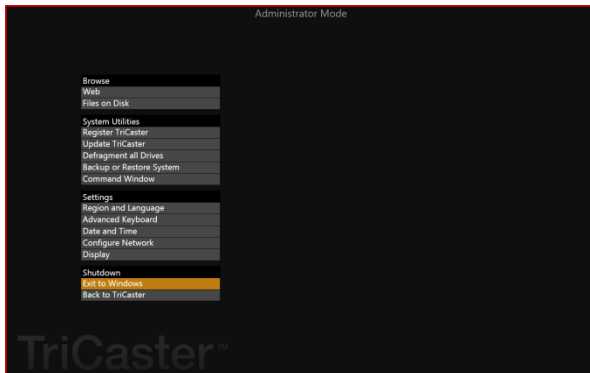 Administrator Mode
Browse
Web
Files on Disk
System Utilities
Register TriCaster
Update TriCaster
Defragment all Drives
Backup or Restore System
Command Window
Settings
Region and Language
Advanced Keyboard
Date and Time
Configure Network
Display
Shutdown
Exit to Windows
Back to TriCaster
TriCaster™